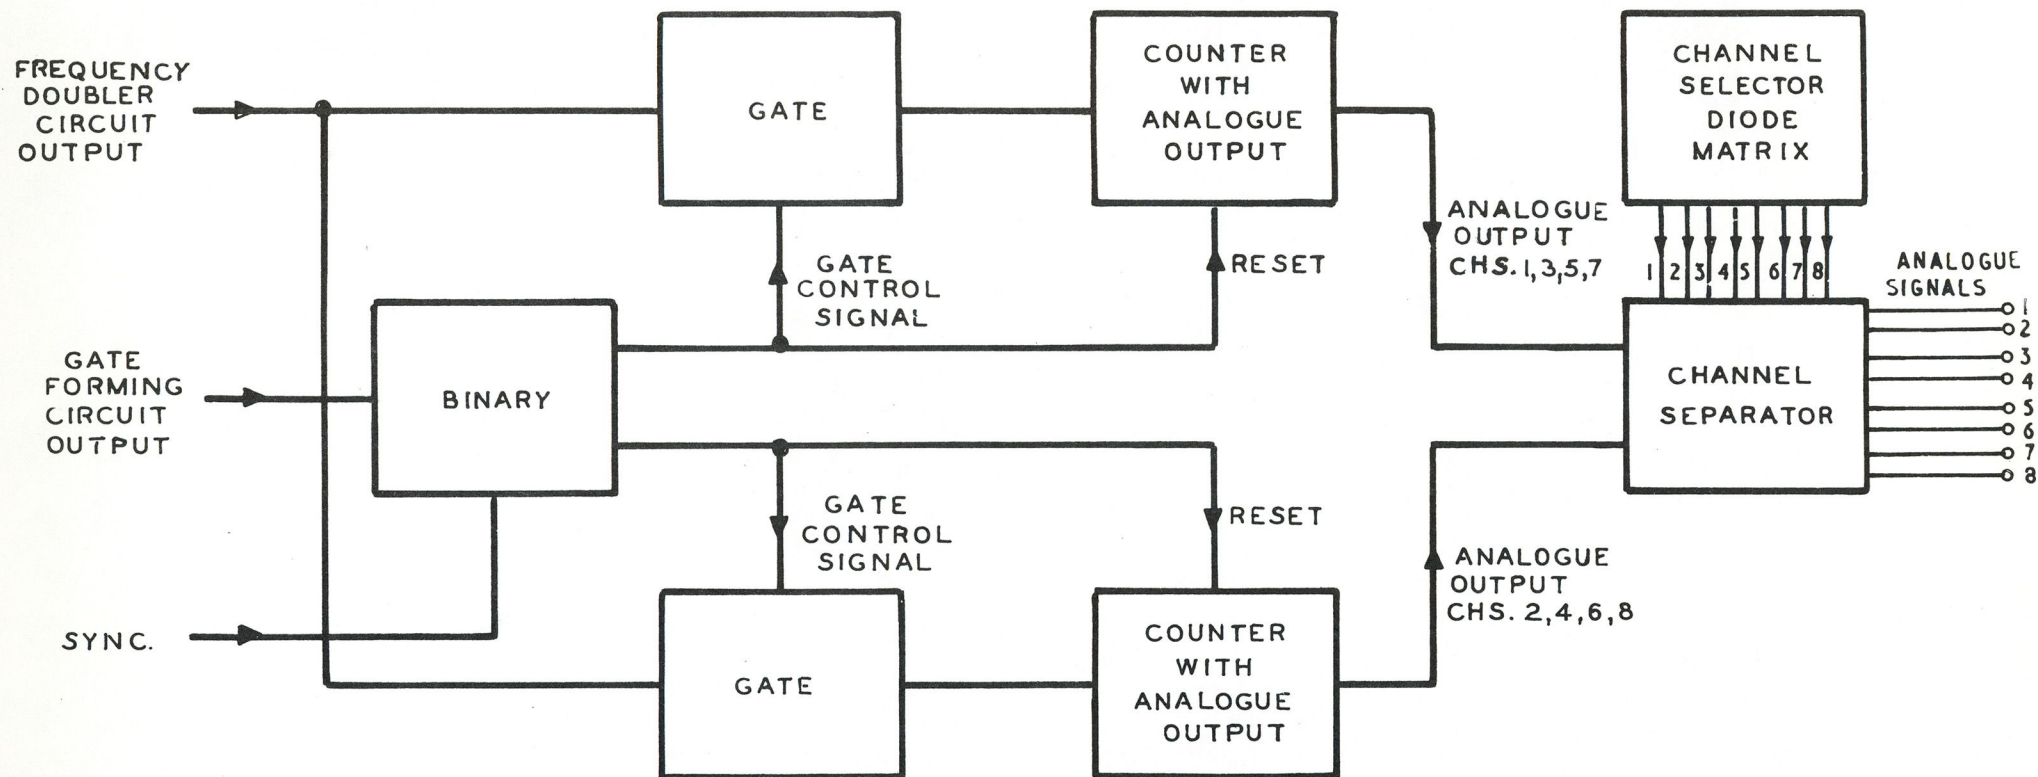 FREQUENCY
DOUBLER
CIRCUIT
OUTPUT
GATE
COUNTER
WITH
ANALOGUE
OUTPUT
CHANNEL
SELECTOR
DIODE
MATRIX
GATE
CONTROL
SIGNAL
RESET
ANALOGUE
OUTPUT
CHS. 1,3,5,7
1 2 3 4 5 6 7 8
ANALOGUE
SIGNALS
1
2
3
4
5
6
7
8
GATE
FORMING
CIRCUIT
OUTPUT
BINARY
CHANNEL
SEPARATOR
GATE
CONTROL
SIGNAL
RESET
ANALOGUE
OUTPUT
CHS. 2,4,6,8
SYNC.
GATE
COUNTER
WITH
ANALOGUE
OUTPUT